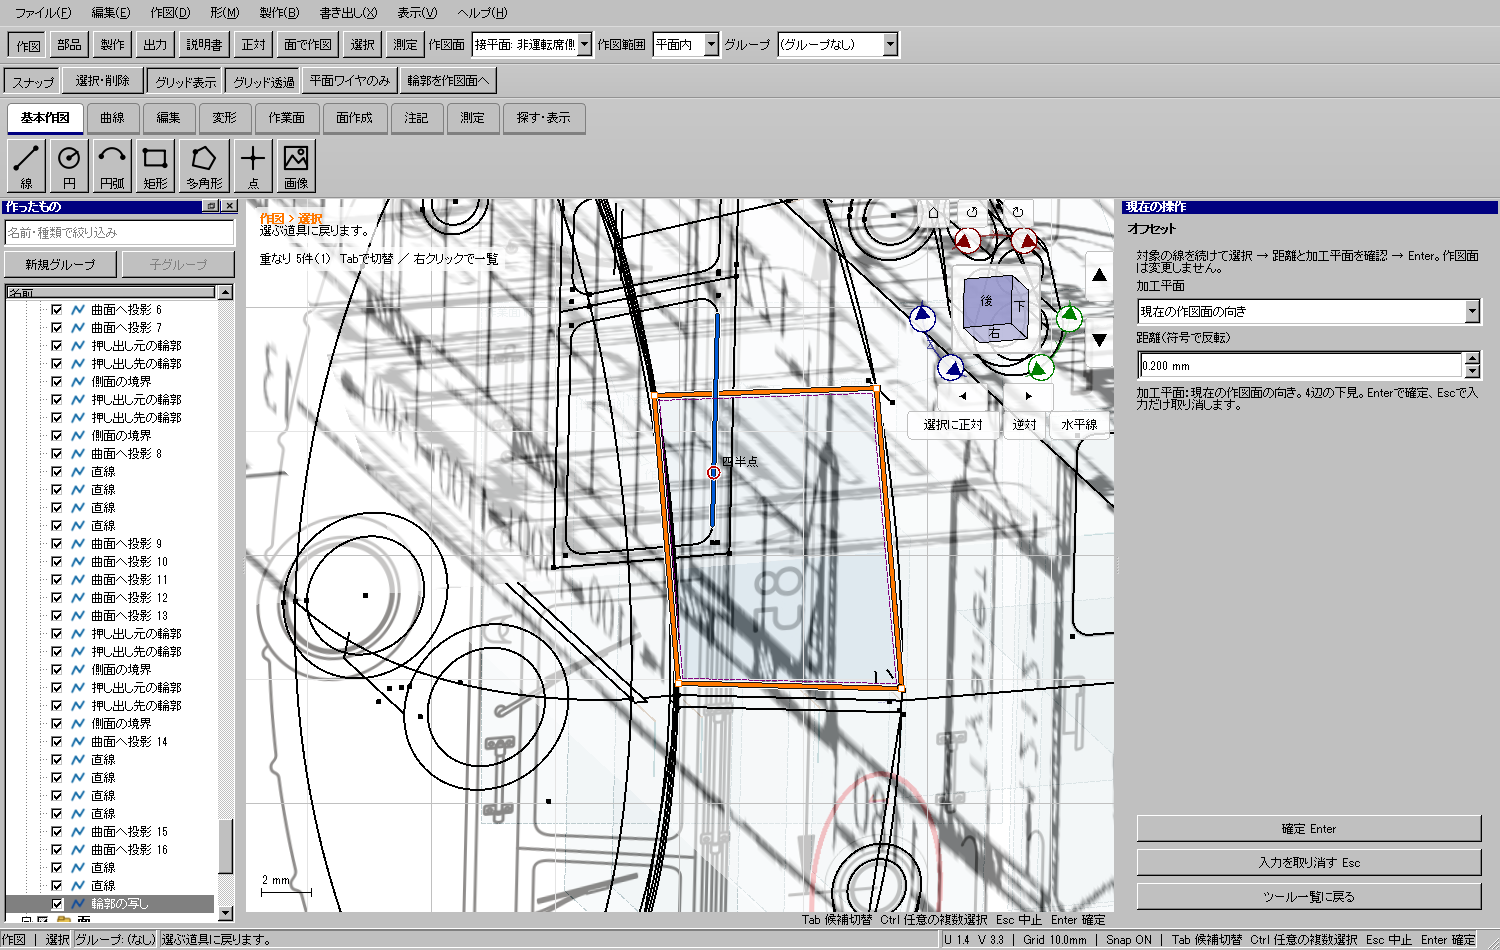 ファイル(F) 編集(E) 作図(D) 形(M) 製作(B) 書き出し(X) 表示(V) ヘルプ(H)
作図 部品 製作 出力 説明書 正対 面で作図 選択 測定 作図面 接平面: 非運転席側 作図範囲 平面内 グループ (グループなし)
スナップ 選択・削除 グリッド表示 グリッド透過 平面ワイヤのみ 輪郭を作図面へ
基本作図 曲線 編集 変形 作業面 面作成 注記 測定 探す・表示
線 円 円弧 矩形 多角形 点 画像
作ったもの
名前・種類で絞り込み
新規グループ 子グループ
名前
曲面へ投影 6
曲面へ投影 7
押し出し元の輪郭
押し出し先の輪郭
側面の境界
押し出し元の輪郭
押し出し先の輪郭
側面の境界
曲面へ投影 8
直線
直線
直線
直線
曲面へ投影 9
曲面へ投影 10
曲面へ投影 11
曲面へ投影 12
曲面へ投影 13
押し出し元の輪郭
押し出し先の輪郭
側面の境界
押し出し元の輪郭
押し出し先の輪郭
側面の境界
曲面へ投影 14
直線
直線
直線
直線
曲面へ投影 15
曲面へ投影 16
直線
直線
輪郭の写し
面
作図 > 選択
選ぶ道具に戻ります。
重なり 5件(1) Tabで切替 ／ 右クリックで一覧
四半点
後 下 右
選択に正対 逆対 水平線
2 mm
Tab 候補切替 Ctrl 任意の複数選択 Esc 中止 Enter 確定
現在の操作
オフセット
対象の線を続けて選択 → 距離と加工平面を確認 → Enter。作図面
は変更しません。
加工平面
現在の作図面の向き
距離(符号で反転)
0.200 mm
加工平面:現在の作図面の向き。4辺の下見。Enterで確定、Escで入
力だけ取り消します。
確定 Enter
入力を取り消す Esc
ツール一覧に戻る
作図 | 選択 グループ: (なし) 選ぶ道具に戻ります。 U 1.4 V 3.3 | Grid 10.0mm | Snap ON | Tab 候補切替 Ctrl 任意の複数選択 Esc 中止 Enter 確定